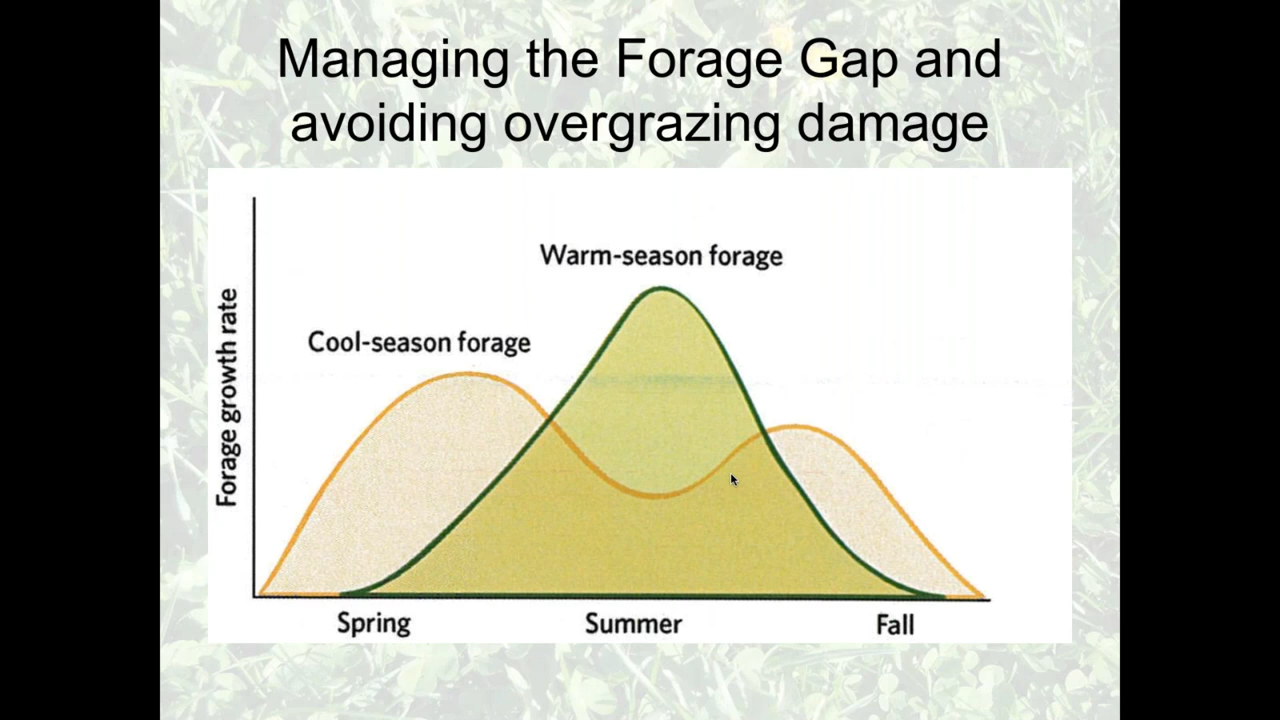 Managing the Forage Gap and
avoiding overgrazing damage
Warm-season forage
Cool-season forage
Forage growth rate
Spring
Summer
Fall